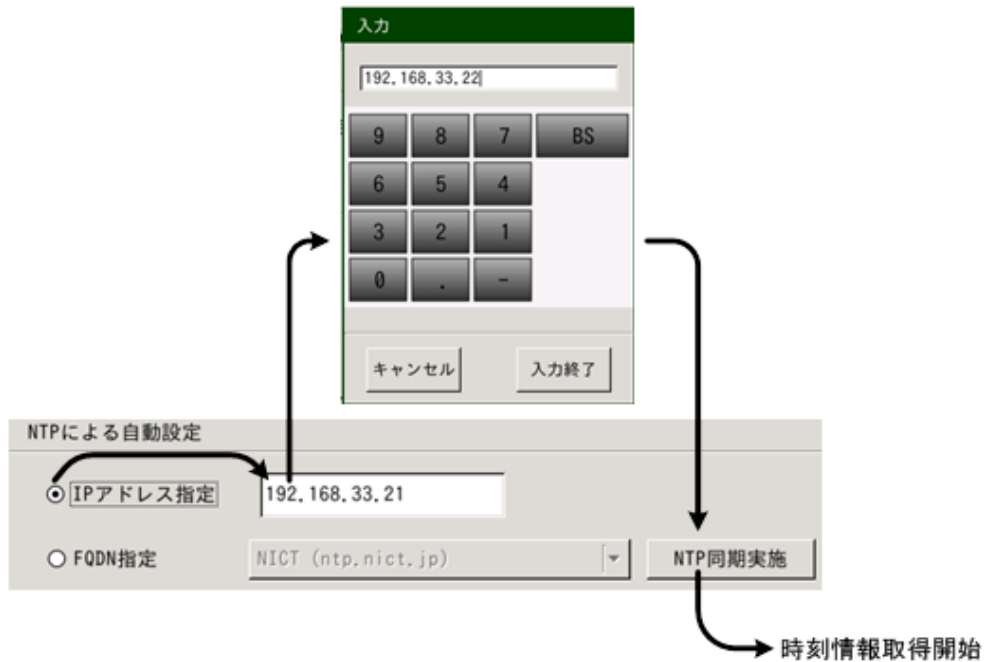 入力
192.168.33.22
9 8 7 BS
6 5 4
3 2 1
0 . -
キャンセル 入力終了
NTPによる自動設定
IPアドレス指定 192.168.33.21
FQDN指定 NICT (ntp.nict.jp) NTP同期実施
時刻情報取得開始